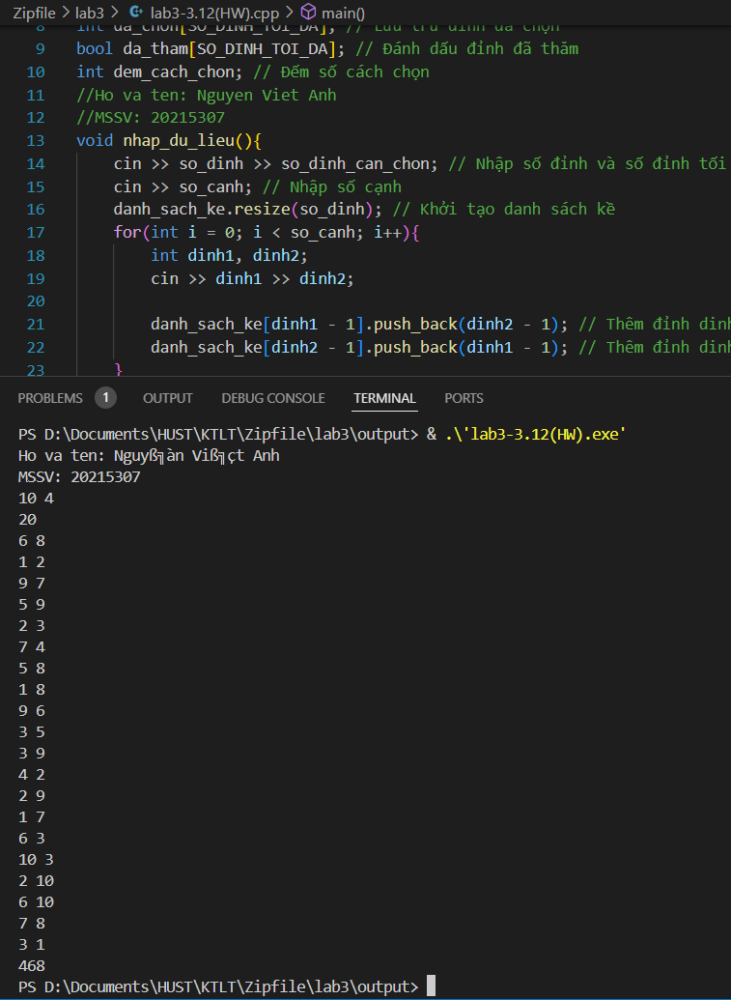 Zipfile > lab3 > lab3-3.12(HW).cpp > main()
8 int da_chon[SO_DINH_TOI_DA]; // Lưu trữ đỉnh đã chọn
9 bool da_tham[SO_DINH_TOI_DA]; // Đánh dấu đỉnh đã thăm
10 int dem_cach_chon; // Đếm số cách chọn
11 //Ho va ten: Nguyen Viet Anh
12 //MSSV: 20215307
13 void nhap_du_lieu(){
14 cin >> so_dinh >> so_dinh_can_chon; // Nhập số đỉnh và số đỉnh tối
15 cin >> so_canh; // Nhập số cạnh
16 danh_sach_ke.resize(so_dinh); // Khởi tạo danh sách kề
17 for(int i = 0; i < so_canh; i++){
18 int dinh1, dinh2;
19 cin >> dinh1 >> dinh2;
20
21 danh_sach_ke[dinh1 - 1].push_back(dinh2 - 1); // Thêm đỉnh dinh
22 danh_sach_ke[dinh2 - 1].push_back(dinh1 - 1); // Thêm đỉnh dinh
23 }
PROBLEMS 1 OUTPUT DEBUG CONSOLE TERMINAL PORTS
PS D:\Documents\HUST\KTLT\Zipfile\lab3\output> & .\'lab3-3.12(HW).exe'
Ho va ten: Nguyß╗àn Viß╗çt Anh
MSSV: 20215307
10 4
20
6 8
1 2
9 7
5 9
2 3
7 4
5 8
1 8
9 6
3 5
3 9
4 2
2 9
1 7
6 3
10 3
2 10
6 10
7 8
3 1
468
PS D:\Documents\HUST\KTLT\Zipfile\lab3\output>